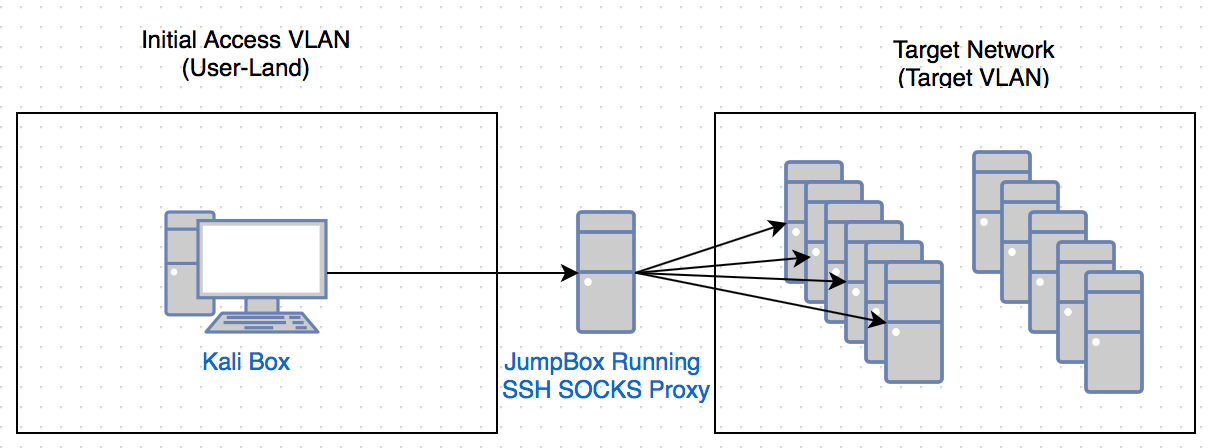 Initial Access VLAN
(User-Land)
Target Network
(Target VLAN)
Kali Box
JumpBox Running
SSH SOCKS Proxy